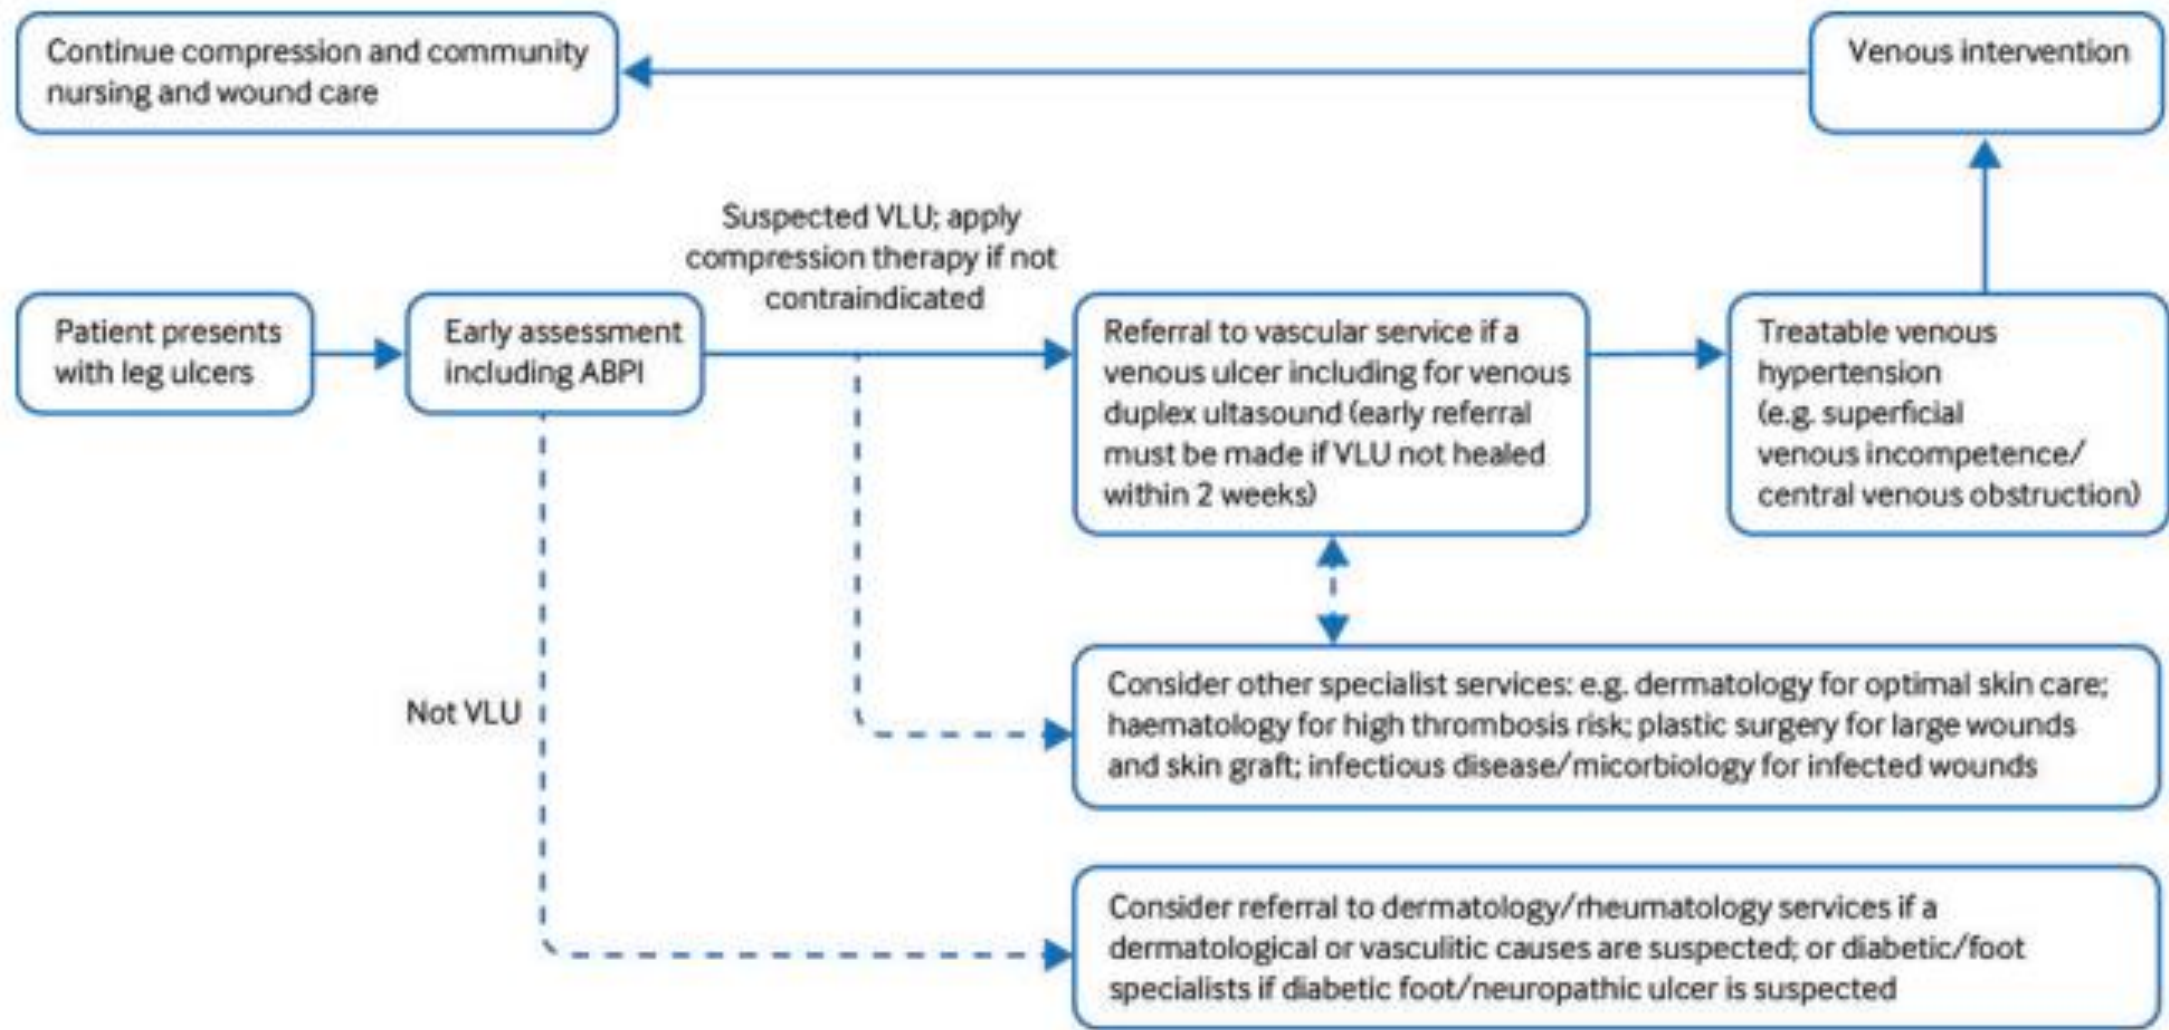 Continue compression and community
nursing and wound care
Venous intervention
Suspected VLU; apply
compression therapy if not
contraindicated
Patient presents
with leg ulcers
Early assessment
including ABPI
Referral to vascular service if a
venous ulcer including for venous
duplex ultasound (early referral
must be made if VLU not healed
within 2 weeks)
Treatable venous
hypertension
(e.g. superficial
venous incompetence/
central venous obstruction)
Not VLU
Consider other specialist services: e.g. dermatology for optimal skin care;
haematology for high thrombosis risk; plastic surgery for large wounds
and skin graft; infectious disease/micorbiology for infected wounds
Consider referral to dermatology/rheumatology services if a
dermatological or vasculitic causes are suspected; or diabetic/foot
specialists if diabetic foot/neuropathic ulcer is suspected